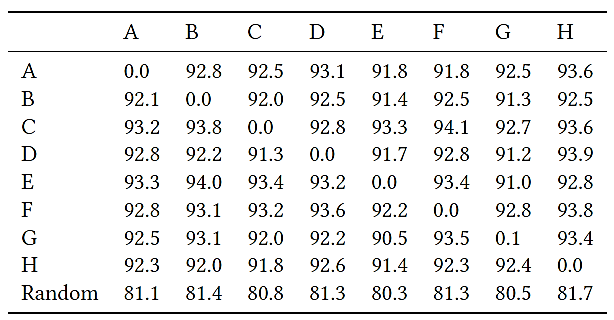 A B C D E F G H
A 0.0 92.8 92.5 93.1 91.8 91.8 92.5 93.6
B 92.1 0.0 92.0 92.5 91.4 92.5 91.3 92.5
C 93.2 93.8 0.0 92.8 93.3 94.1 92.7 93.6
D 92.8 92.2 91.3 0.0 91.7 92.8 91.2 93.9
E 93.3 94.0 93.4 93.2 0.0 93.4 91.0 92.8
F 92.8 93.1 93.2 93.6 92.2 0.0 92.8 93.8
G 92.5 93.1 92.0 92.2 90.5 93.5 0.1 93.4
H 92.3 92.0 91.8 92.6 91.4 92.3 92.4 0.0
Random 81.1 81.4 80.8 81.3 80.3 81.3 80.5 81.7